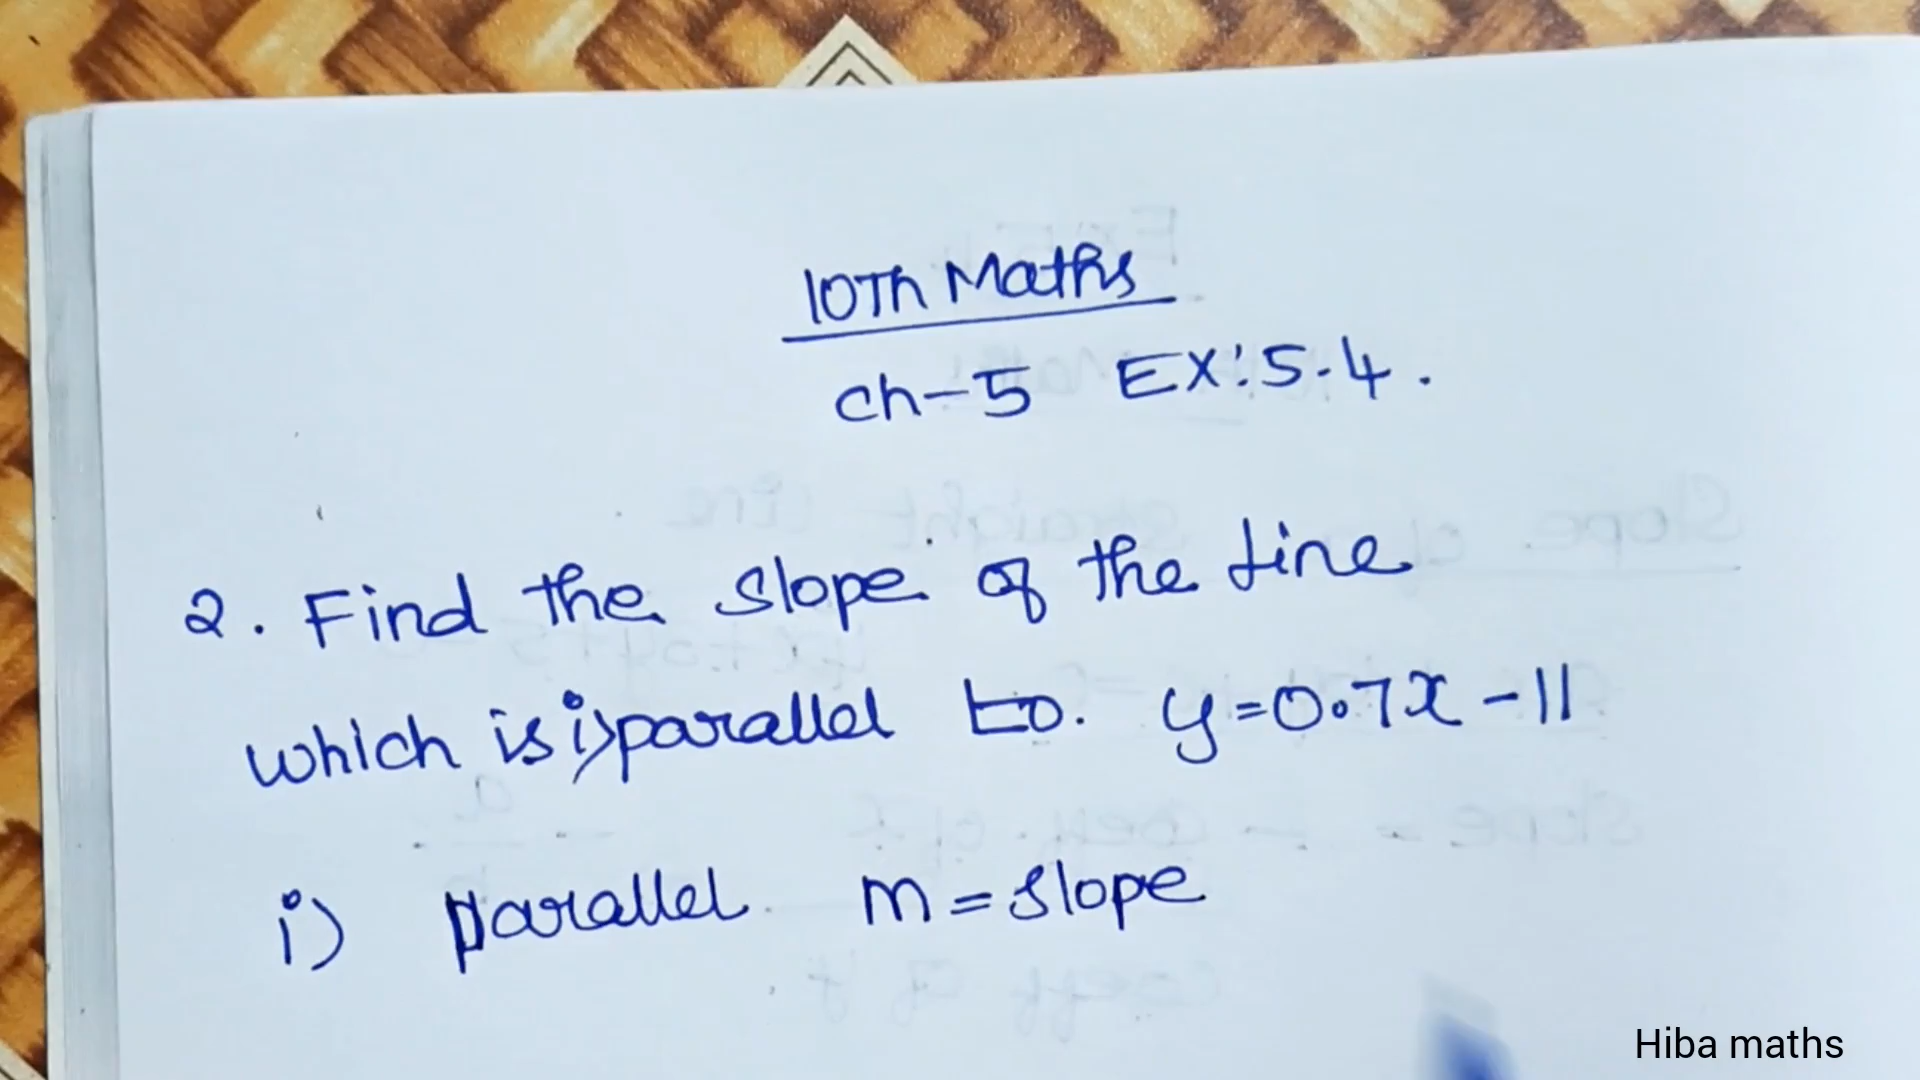 10Th Maths
ch-5 EX:5.4.
2. Find the slope of the line
which is i) parallel to. y=0.7x-11
i) parallel m=slope
Hiba maths